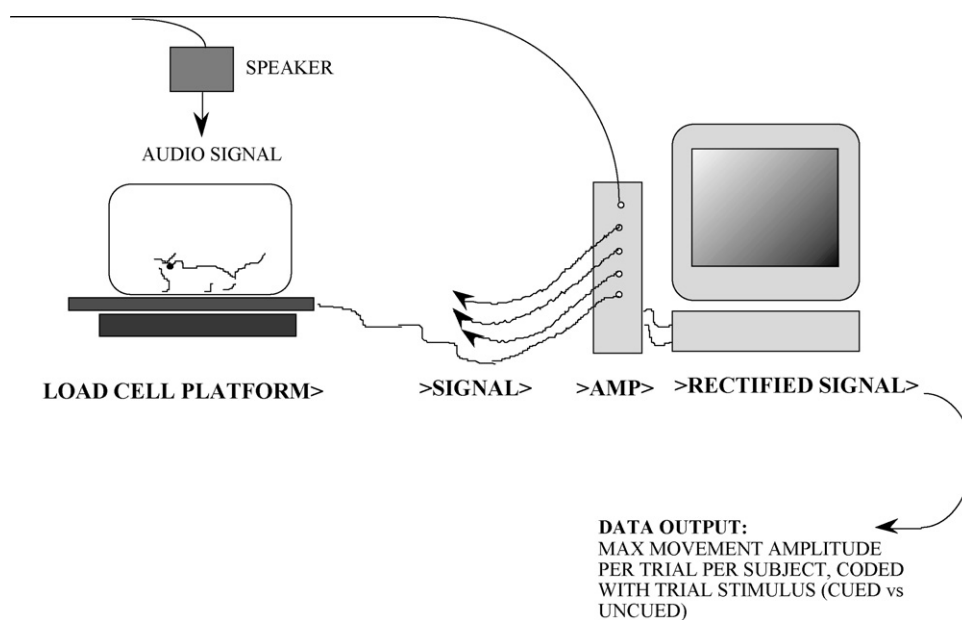 SPEAKER
AUDIO SIGNAL
LOAD CELL PLATFORM>
>SIGNAL>
>AMP>
>RECTIFIED SIGNAL>
DATA OUTPUT:
MAX MOVEMENT AMPLITUDE
PER TRIAL PER SUBJECT, CODED
WITH TRIAL STIMULUS (CUED vs
UNCUED)